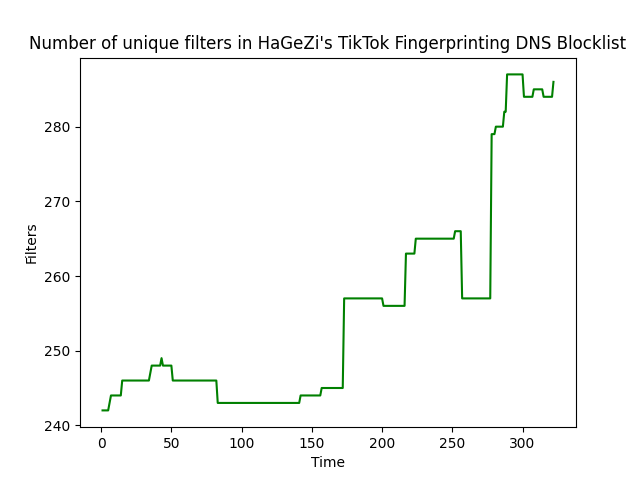 Number of unique filters in HaGeZi's TikTok Fingerprinting DNS Blocklist
280
270
260
250
240
Filters
0 50 100 150 200 250 300
Time